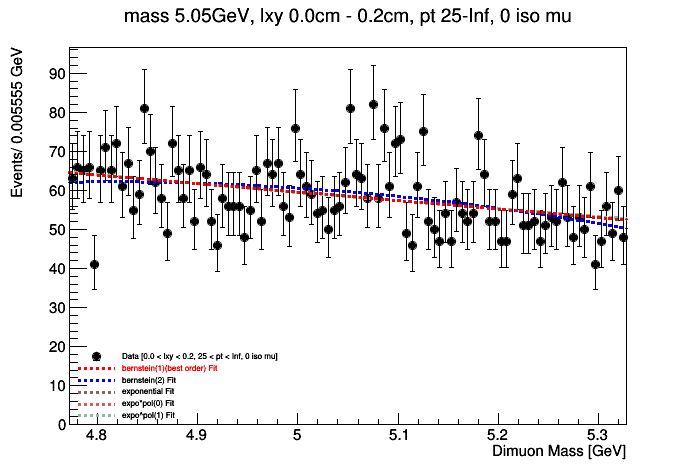 mass 5.05GeV, lxy 0.0cm - 0.2cm, pt 25-Inf, 0 iso mu
Events/ 0.005555 GeV
90
80
70
60
50
40
30
20
10
0
Data [0.0 < lxy < 0.2, 25 < pt < Inf, 0 iso mu]
bernstein(1)(best order) Fit
bernstein(2) Fit
exponential Fit
expo*pol(0) Fit
expo*pol(1) Fit
4.8 4.9 5 5.1 5.2 5.3
Dimuon Mass [GeV]